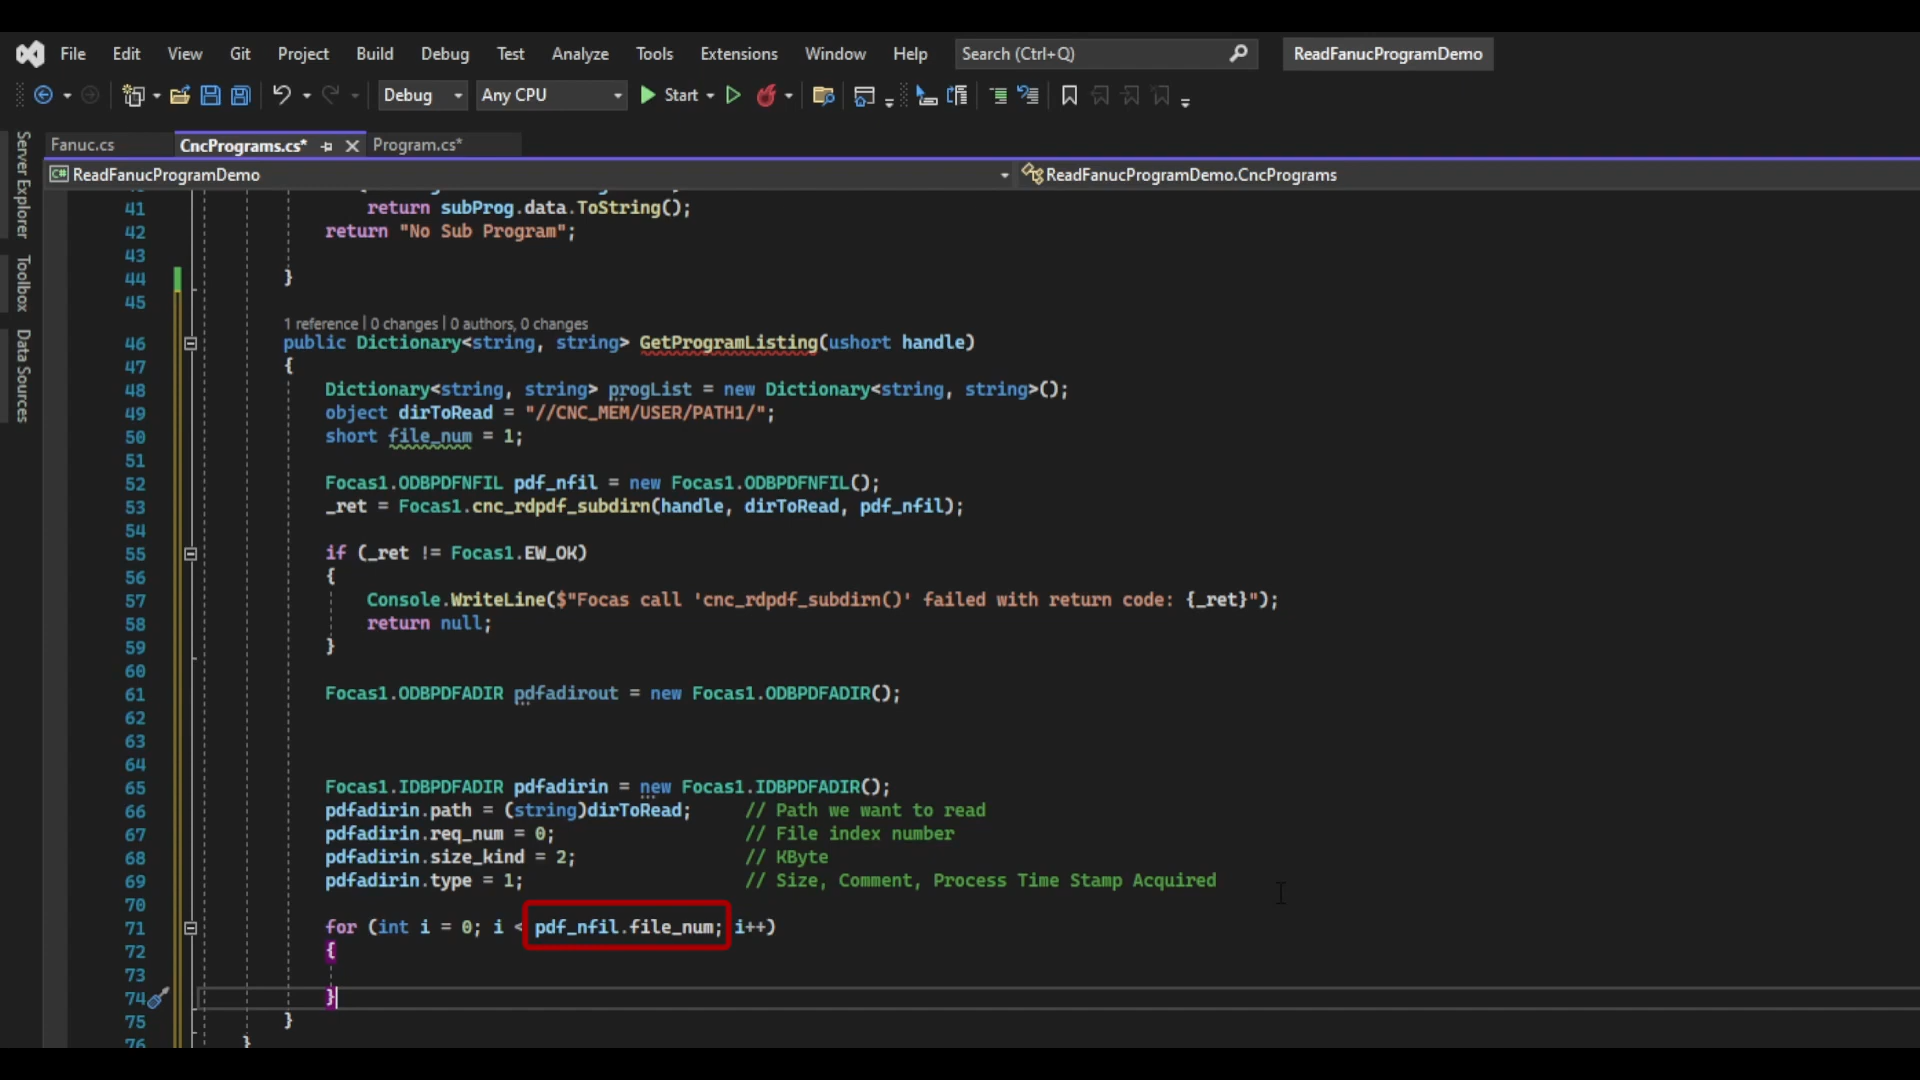 File Edit View Git Project Build Debug Test Analyze Tools Extensions Window Help Search (Ctrl+Q) ReadFanucProgramDemo
Debug Any CPU Start
Server Explorer
Toolbox
Data Sources
Fanuc.cs CncPrograms.cs* Program.cs*
C# ReadFanucProgramDemo ReadFanucProgramDemo.CncPrograms
41 return subProg.data.ToString();
42 return "No Sub Program";
43
44 }
45
1 reference | 0 changes | 0 authors, 0 changes
46 public Dictionary<string, string> GetProgramListing(ushort handle)
47 {
48 Dictionary<string, string> progList = new Dictionary<string, string>();
49 object dirToRead = "//CNC_MEM/USER/PATH1/";
50 short file_num = 1;
51
52 Focas1.ODBPDFNFIL pdf_nfil = new Focas1.ODBPDFNFIL();
53 _ret = Focas1.cnc_rdpdf_subdirn(handle, dirToRead, pdf_nfil);
54
55 if (_ret != Focas1.EW_OK)
56 {
57 Console.WriteLine($"Focas call 'cnc_rdpdf_subdirn()' failed with return code: {_ret}");
58 return null;
59 }
60
61 Focas1.ODBPDFADIR pdfadirout = new Focas1.ODBPDFADIR();
62
63
64
65 Focas1.IDBPDFADIR pdfadirin = new Focas1.IDBPDFADIR();
66 pdfadirin.path = (string)dirToRead; // Path we want to read
67 pdfadirin.req_num = 0; // File index number
68 pdfadirin.size_kind = 2; // KByte
69 pdfadirin.type = 1; // Size, Comment, Process Time Stamp Acquired
70
71 for (int i = 0; i < pdf_nfil.file_num; i++)
72 {
73
74 }
75 }
76 }